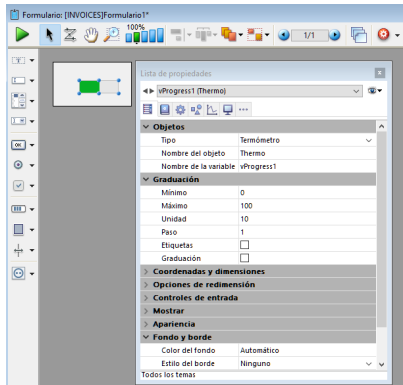 Formulario: [INVOICES]Formulario1*
100%
1/1
Lista de propiedades
vProgress1 (Thermo)
Objetos
Tipo Termómetro
Nombre del objeto Thermo
Nombre de la variable vProgress1
Graduación
Mínimo 0
Máximo 100
Unidad 10
Paso 1
Etiquetas
Graduación
Coordenadas y dimensiones
Opciones de redimensión
Controles de entrada
Mostrar
Apariencia
Fondo y borde
Color del fondo Automático
Estilo del borde Ninguno
Todos los temas